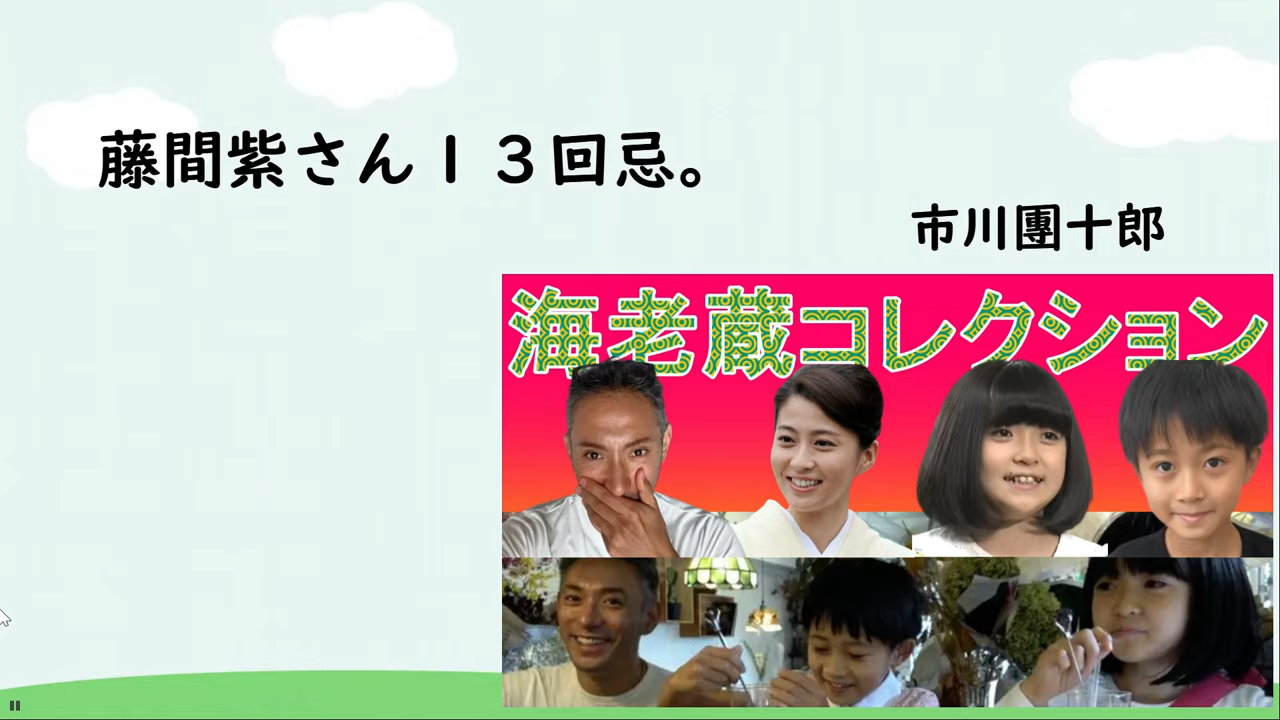 藤間紫さん１３回忌。
市川團十郎
海老蔵コレクション